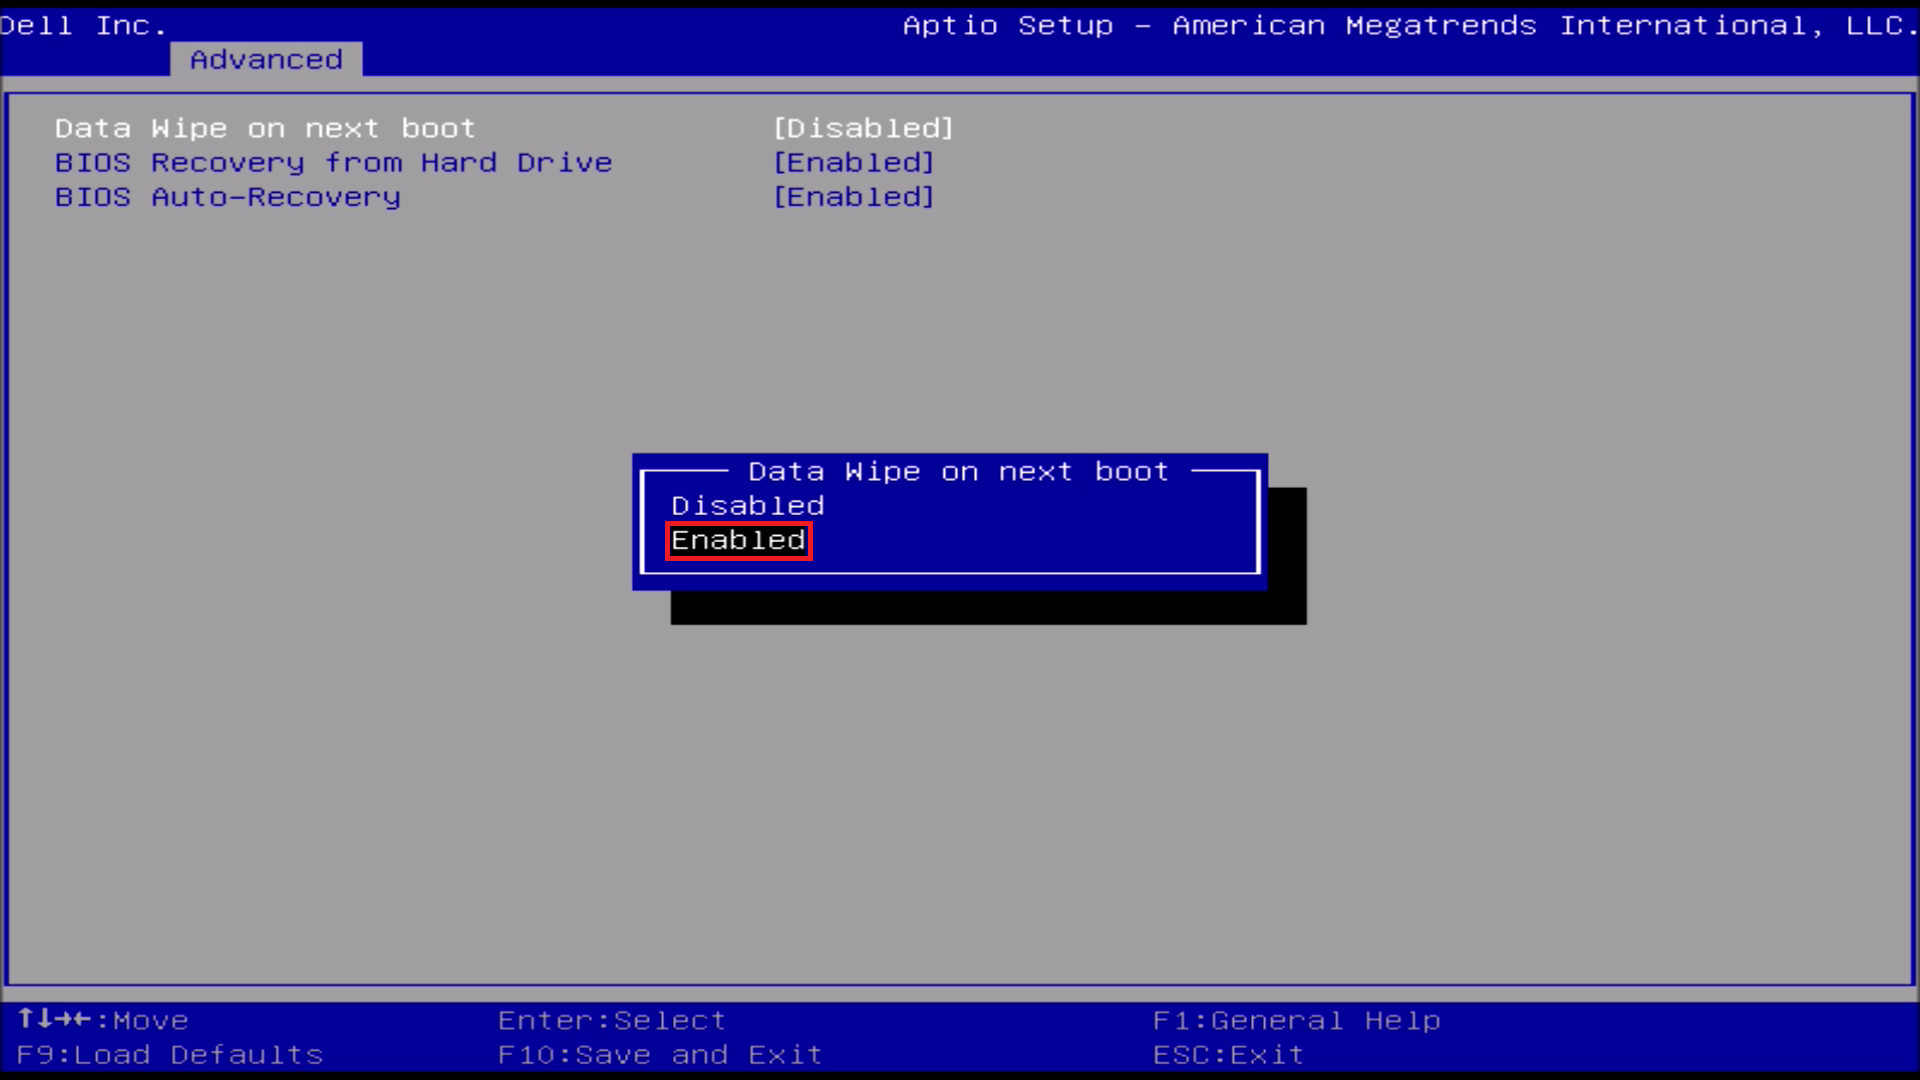 Dell Inc. Aptio Setup - American Megatrends International, LLC.
Advanced
Data Wipe on next boot [Disabled]
BIOS Recovery from Hard Drive [Enabled]
BIOS Auto-Recovery [Enabled]
Data Wipe on next boot
Disabled
Enabled
↑↓→←:Move Enter:Select F1:General Help
F9:Load Defaults F10:Save and Exit ESC:Exit